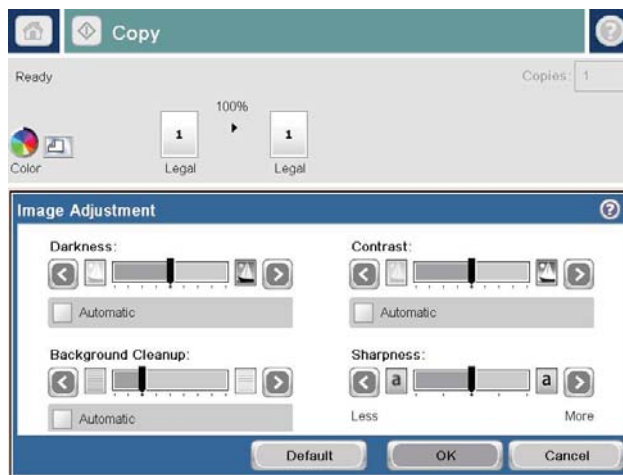 Copy
Ready
Copies: 1
100%
1
1
Color
Legal
Legal
Image Adjustment
Darkness:
Contrast:
Automatic
Automatic
Background Cleanup:
Sharpness:
a
a
Automatic
Less
More
Default
OK
Cancel